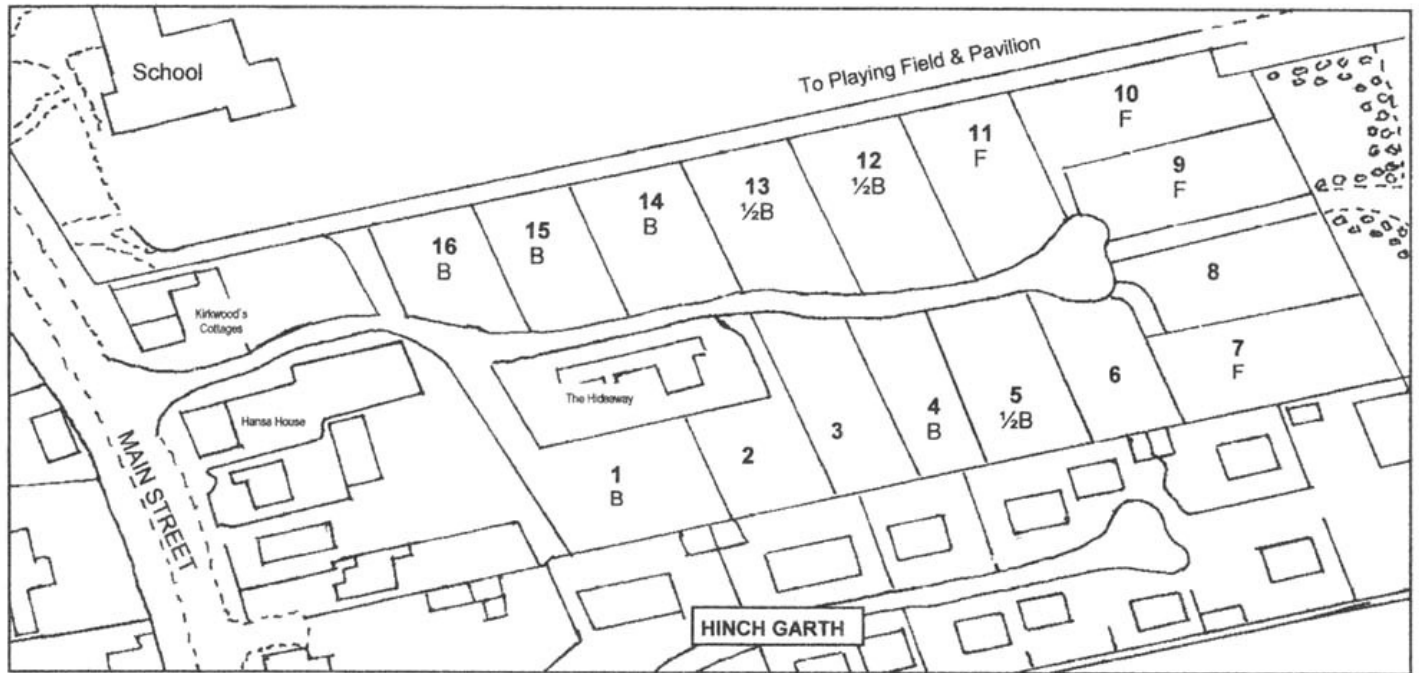 School
To Playing Field & Pavilion
10
F
11
F
12
½B
13
½B
14
B
15
B
16
B
9
F
8
7
F
6
5
½B
4
B
3
2
1
B
Kirkwood's
Cottages
The Hideeway
Hansa House
MAIN STREET
HINCH GARTH